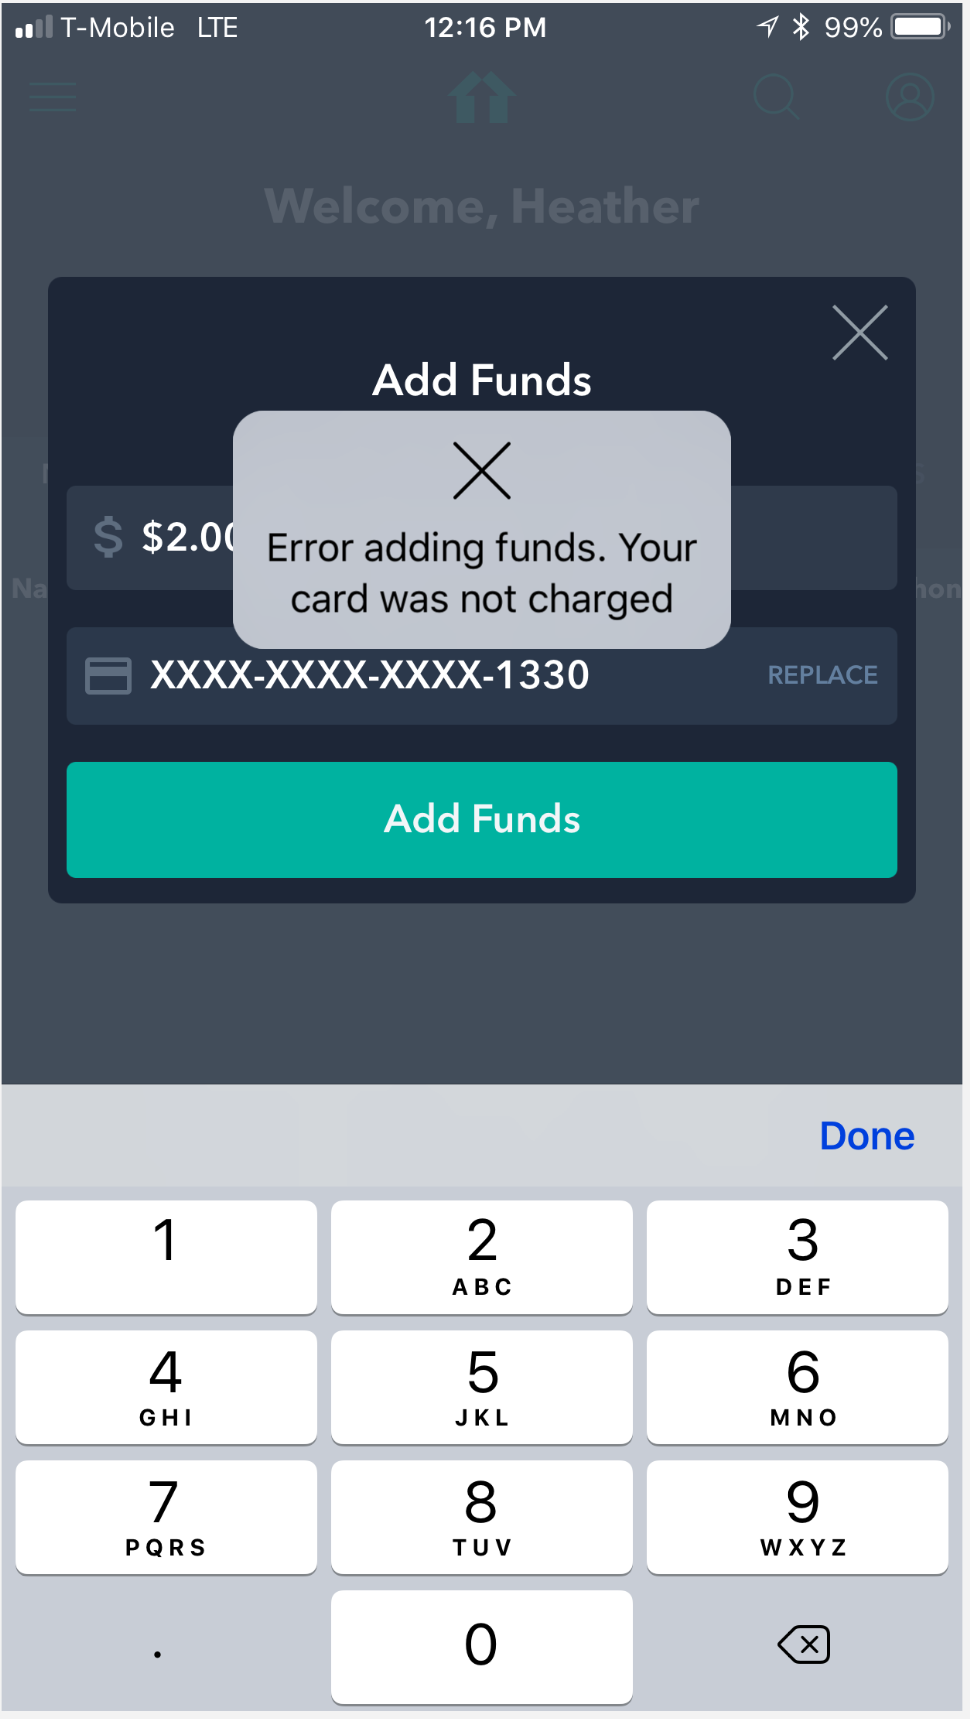 T-Mobile LTE 12:16 PM 99%
Welcome, Heather
Add Funds
Error adding funds. Your
card was not charged
$ $2.00
XXXX-XXXX-XXXX-1330 REPLACE
Add Funds
Done
1 2 3
ABC DEF
4 5 6
GHI JKL MNO
7 8 9
PQRS TUV WXYZ
. 0